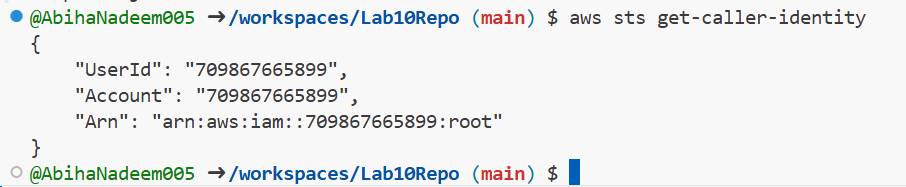 @AbihaNadeem005 ➜/workspaces/Lab10Repo (main) $ aws sts get-caller-identity
{
    "UserId": "709867665899",
    "Account": "709867665899",
    "Arn": "arn:aws:iam::709867665899:root"
}
@AbihaNadeem005 ➜/workspaces/Lab10Repo (main) $